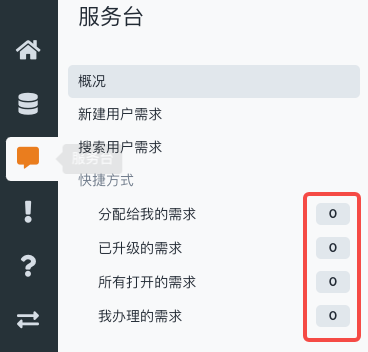 服务台
概况
新建用户需求
服务台
搜索用户需求
快捷方式
分配给我的需求 0
已升级的需求 0
所有打开的需求 0
我办理的需求 0